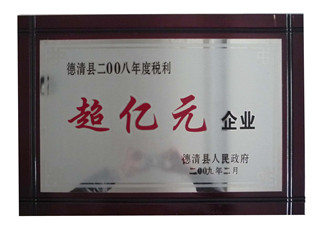 德清县二00八年度税利
超亿元企业
德清县人民政府
二00九年二月